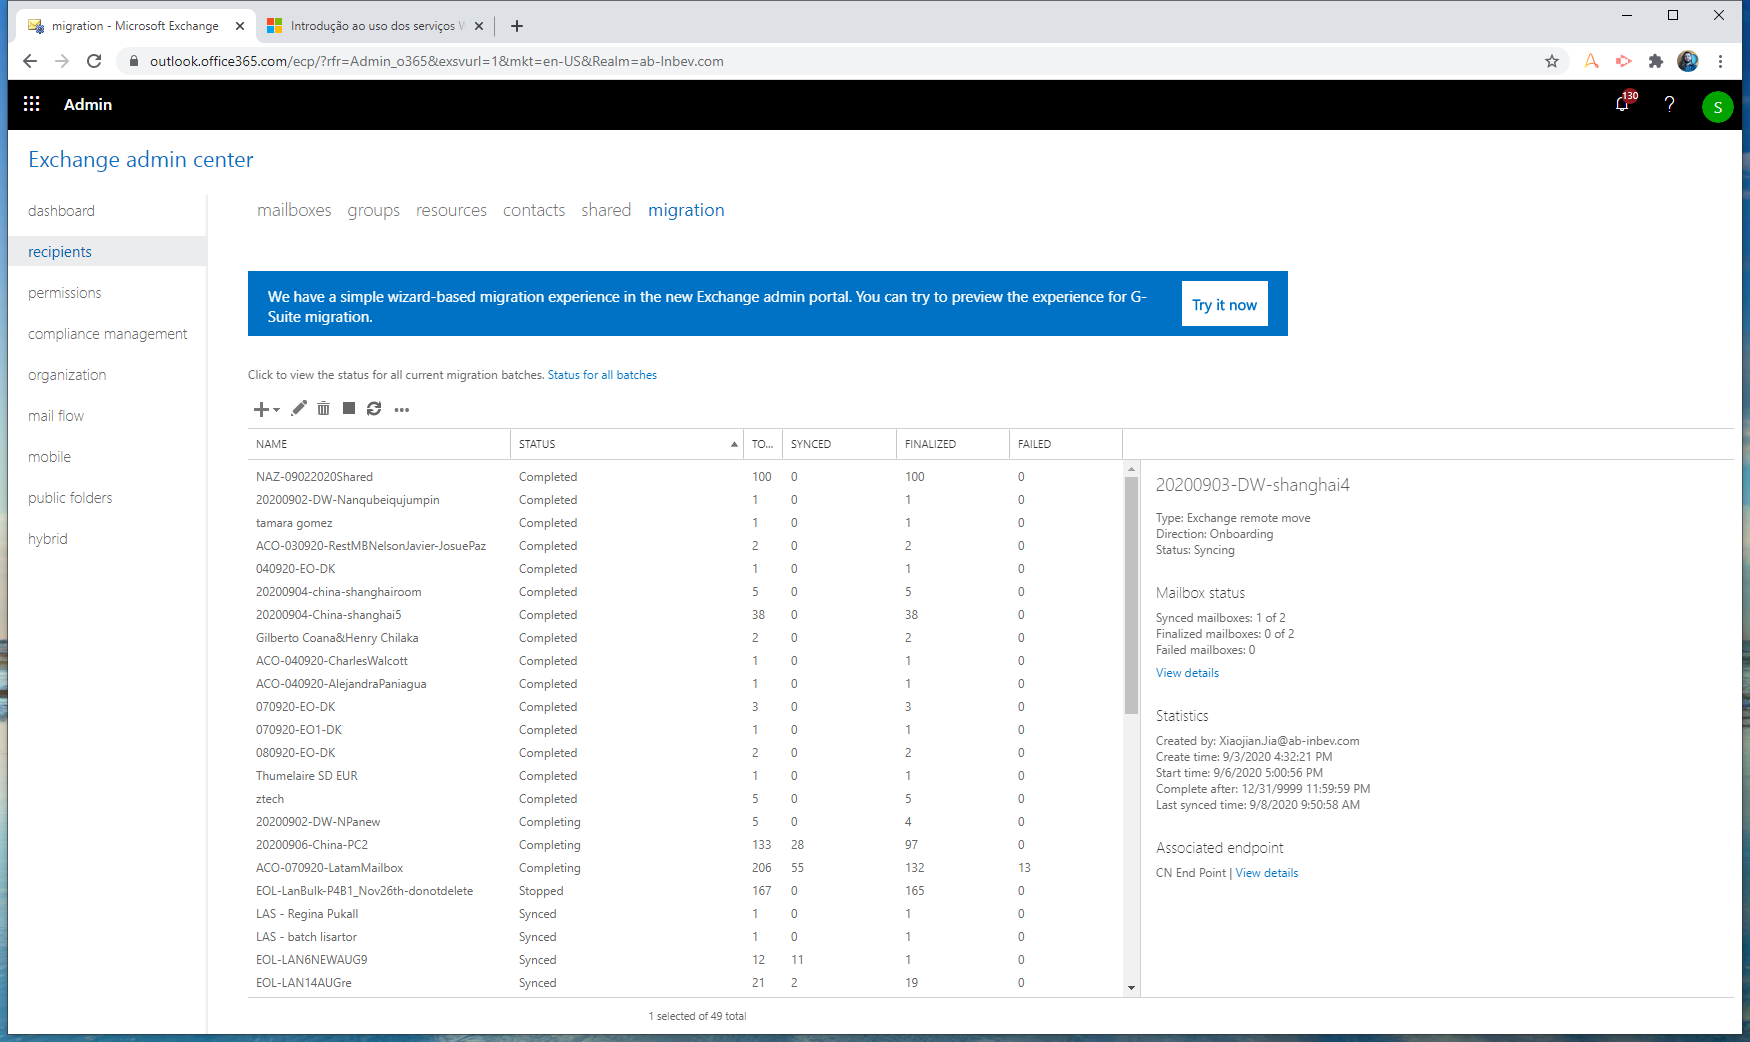 migration - Microsoft Exchange
Introdução ao uso dos serviços
outlook.office365.com/ecp/?rfr=Admin_o365&exsvurl=1&mkt=en-US&Realm=ab-Inbev.com
Admin
130
?
S
Exchange admin center
dashboard
recipients
permissions
compliance management
organization
mail flow
mobile
public folders
hybrid
mailboxes groups resources contacts shared migration
We have a simple wizard-based migration experience in the new Exchange admin portal. You can try to preview the experience for G-
Suite migration.
Try it now
Click to view the status for all current migration batches. Status for all batches
NAME STATUS TO... SYNCED FINALIZED FAILED
NAZ-09022020Shared Completed 100 0 100 0
20200902-DW-Nanqubeiqujumpin Completed 1 0 1 0
tamara gomez Completed 1 0 1 0
ACO-030920-RestMBNelsonJavier-JosuePaz Completed 2 0 2 0
040920-EO-DK Completed 1 0 1 0
20200904-china-shanghairoom Completed 5 0 5 0
20200904-China-shanghai5 Completed 38 0 38 0
Gilberto Coana&Henry Chilaka Completed 2 0 2 0
ACO-040920-CharlesWalcott Completed 1 0 1 0
ACO-040920-AlejandraPaniagua Completed 1 0 1 0
070920-EO-DK Completed 3 0 3 0
070920-EO1-DK Completed 1 0 1 0
080920-EO-DK Completed 2 0 2 0
Thumelaire SD EUR Completed 1 0 1 0
ztech Completed 5 0 5 0
20200902-DW-NPanew Completing 5 0 4 0
20200906-China-PC2 Completing 133 28 97 0
ACO-070920-LatamMailbox Completing 206 55 132 13
EOL-LanBulk-P4B1_Nov26th-donotdelete Stopped 167 0 165 0
LAS - Regina Pukall Synced 1 0 1 0
LAS - batch lisartor Synced 1 0 1 0
EOL-LAN6NEWAUG9 Synced 12 11 1 0
EOL-LAN14AUGre Synced 21 2 19 0
1 selected of 49 total
20200903-DW-shanghai4
Type: Exchange remote move
Direction: Onboarding
Status: Syncing
Mailbox status
Synced mailboxes: 1 of 2
Finalized mailboxes: 0 of 2
Failed mailboxes: 0
View details
Statistics
Created by: Xiaojian.Jia@ab-inbev.com
Create time: 9/3/2020 4:32:21 PM
Start time: 9/6/2020 5:00:56 PM
Complete after: 12/31/9999 11:59:59 PM
Last synced time: 9/8/2020 9:50:58 AM
Associated endpoint
CN End Point | View details